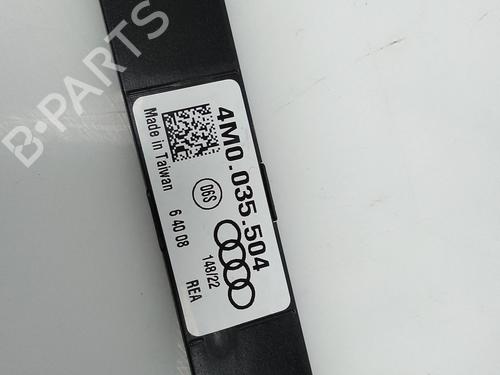 B-PARTS
4M0.035.504
06S
148/22
Made in Taiwan
6 40 08
REA